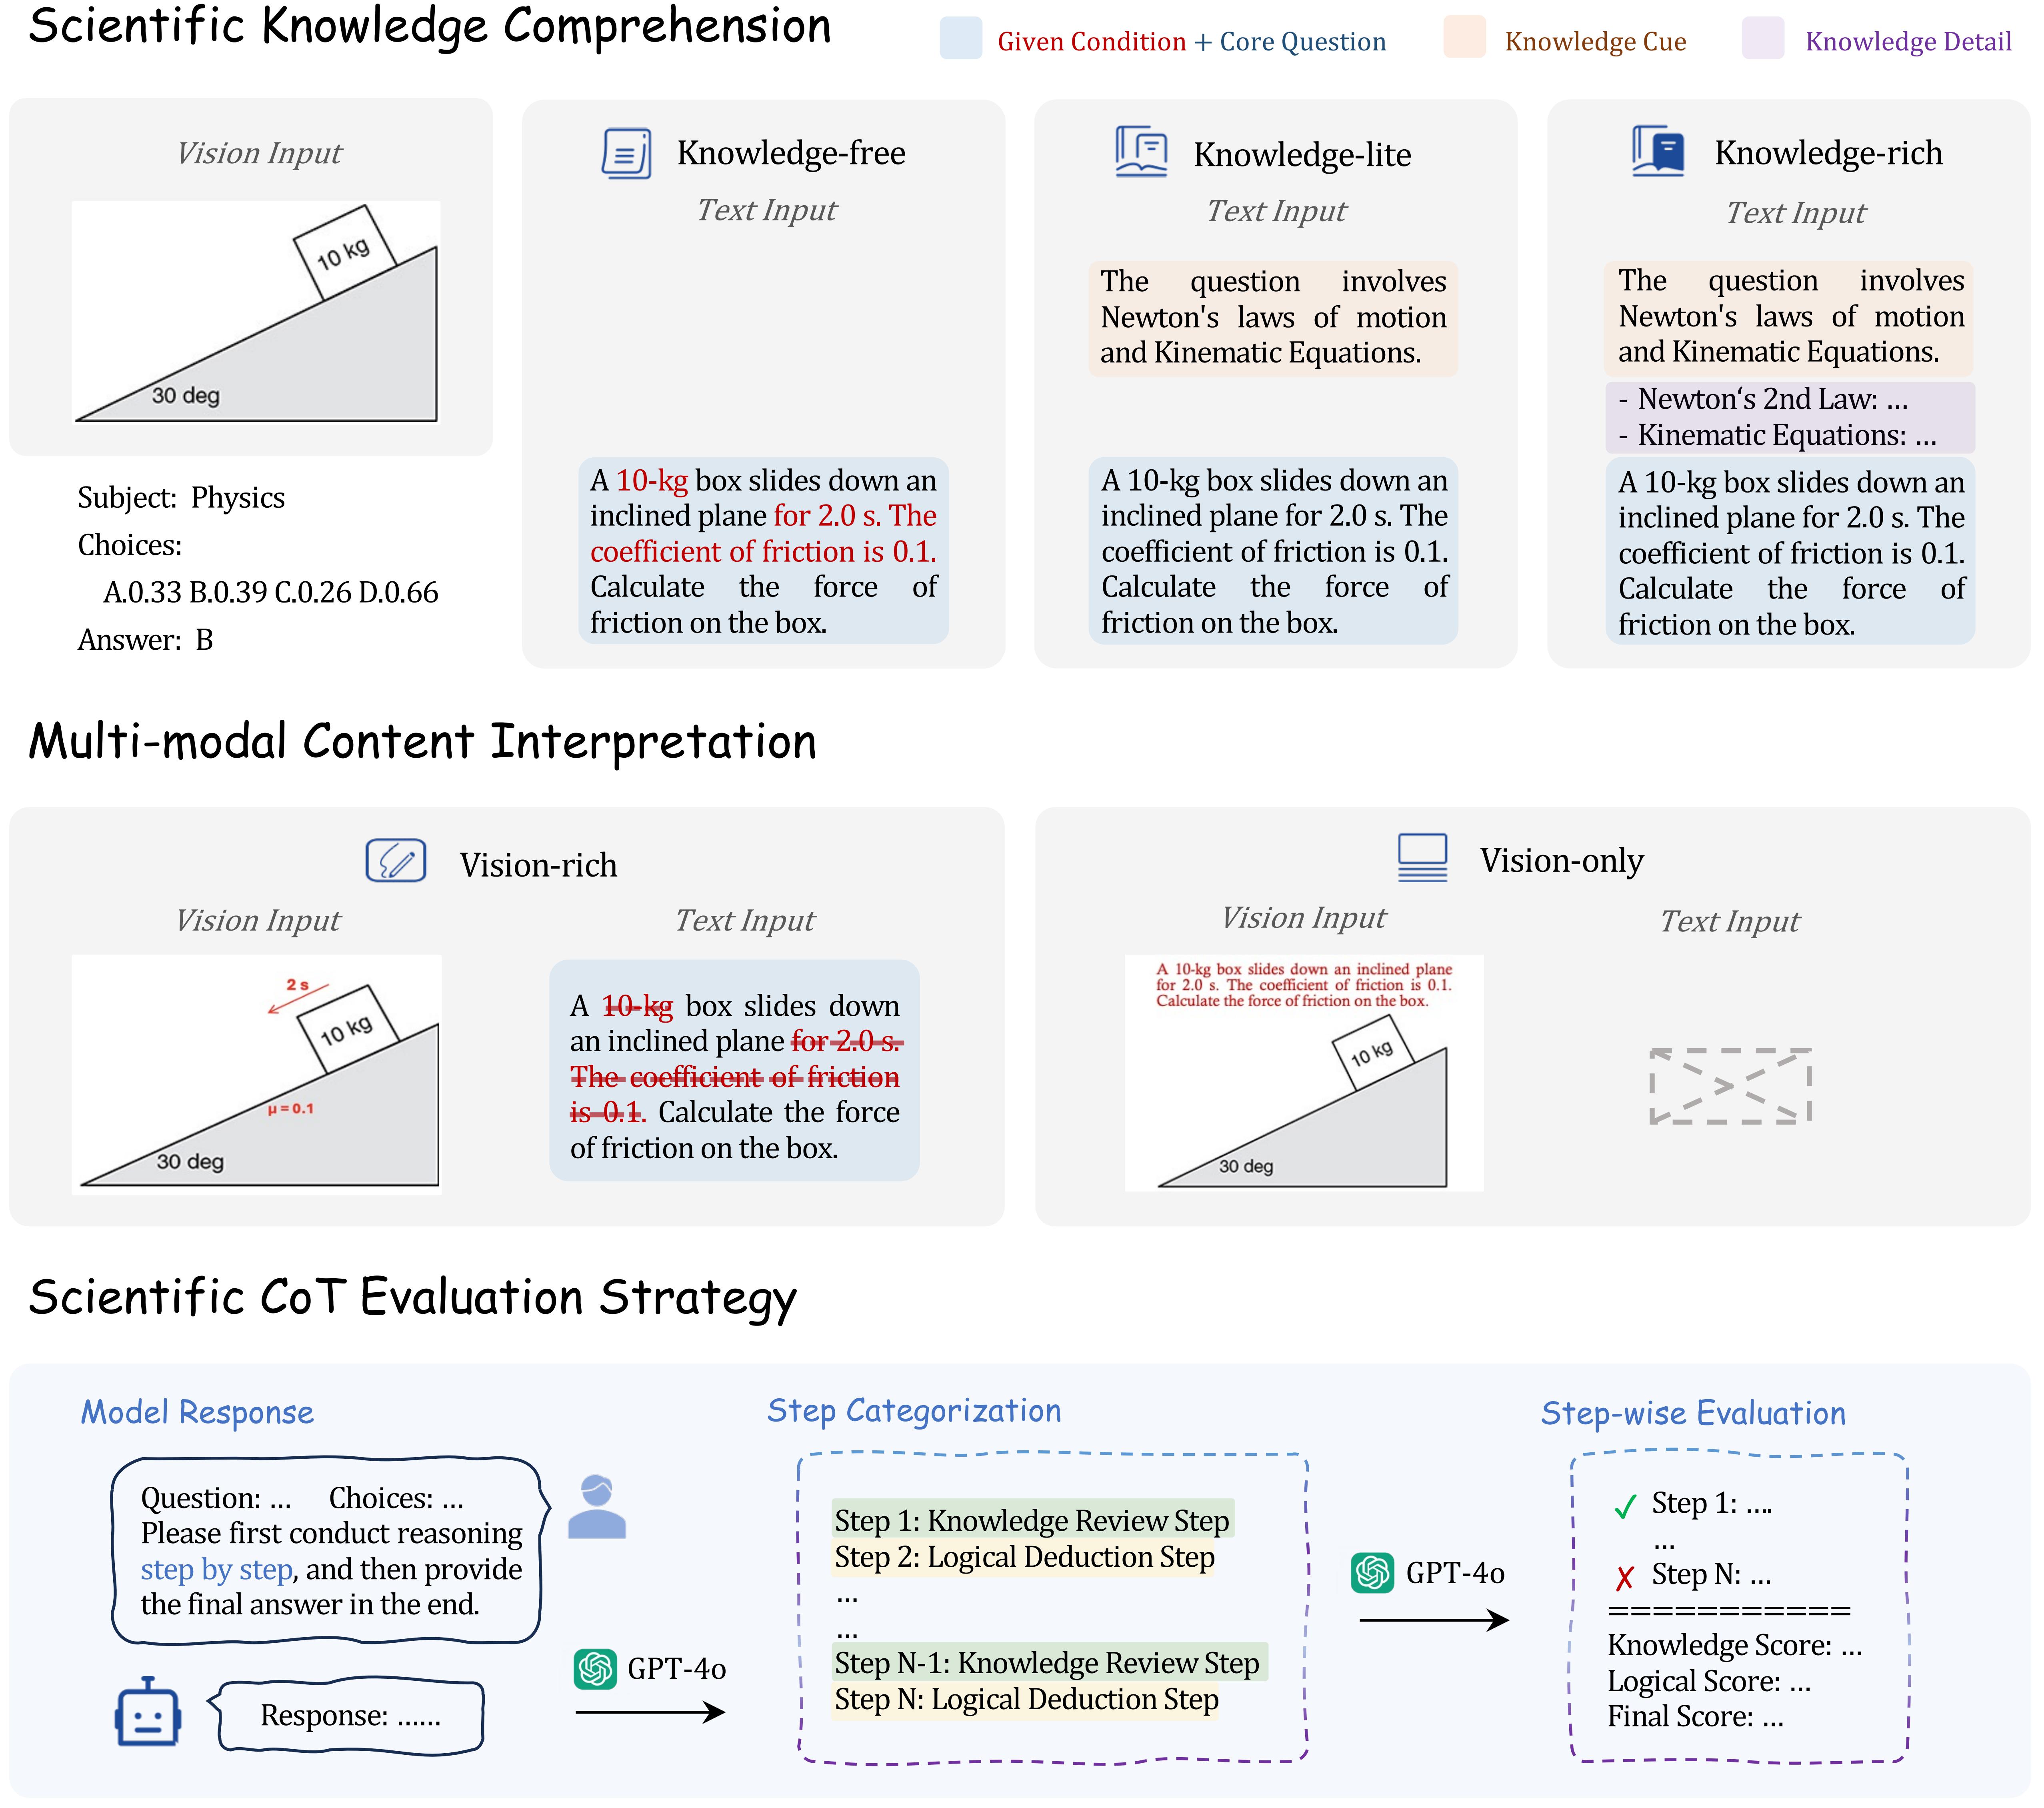 Scientific Knowledge Comprehension
Given Condition + Core Question
Knowledge Cue
Knowledge Detail
Vision Input
10 kg
30 deg
Subject: Physics
Choices:
A.0.33 B.0.39 C.0.26 D.0.66
Answer: B
Knowledge-free
Text Input
A 10-kg box slides down an
inclined plane for 2.0 s. The
coefficient of friction is 0.1.
Calculate the force of
friction on the box.
Knowledge-lite
Text Input
The question involves
Newton's laws of motion
and Kinematic Equations.
A 10-kg box slides down an
inclined plane for 2.0 s. The
coefficient of friction is 0.1.
Calculate the force of
friction on the box.
Knowledge-rich
Text Input
The question involves
Newton's laws of motion
and Kinematic Equations.
- Newton‘s 2nd Law: ...
- Kinematic Equations: ...
A 10-kg box slides down an
inclined plane for 2.0 s. The
coefficient of friction is 0.1.
Calculate the force of
friction on the box.
Multi-modal Content Interpretation
Vision-rich
Vision Input
2 s
10 kg
μ = 0.1
30 deg
Text Input
A 10-kg box slides down
an inclined plane for 2.0 s.
The coefficient of friction
is 0.1. Calculate the force
of friction on the box.
Vision-only
Vision Input
A 10-kg box slides down an inclined plane
for 2.0 s. The coefficient of friction is 0.1.
Calculate the force of friction on the box.
10 kg
30 deg
Text Input
Scientific CoT Evaluation Strategy
Model Response
Question: ... Choices: ...
Please first conduct reasoning
step by step, and then provide
the final answer in the end.
Response: ......
GPT-4o
Step Categorization
Step 1: Knowledge Review Step
Step 2: Logical Deduction Step
...
...
Step N-1: Knowledge Review Step
Step N: Logical Deduction Step
GPT-4o
Step-wise Evaluation
✓ Step 1: ....
...
✗ Step N: ...
===========
Knowledge Score: ...
Logical Score: ...
Final Score: ...